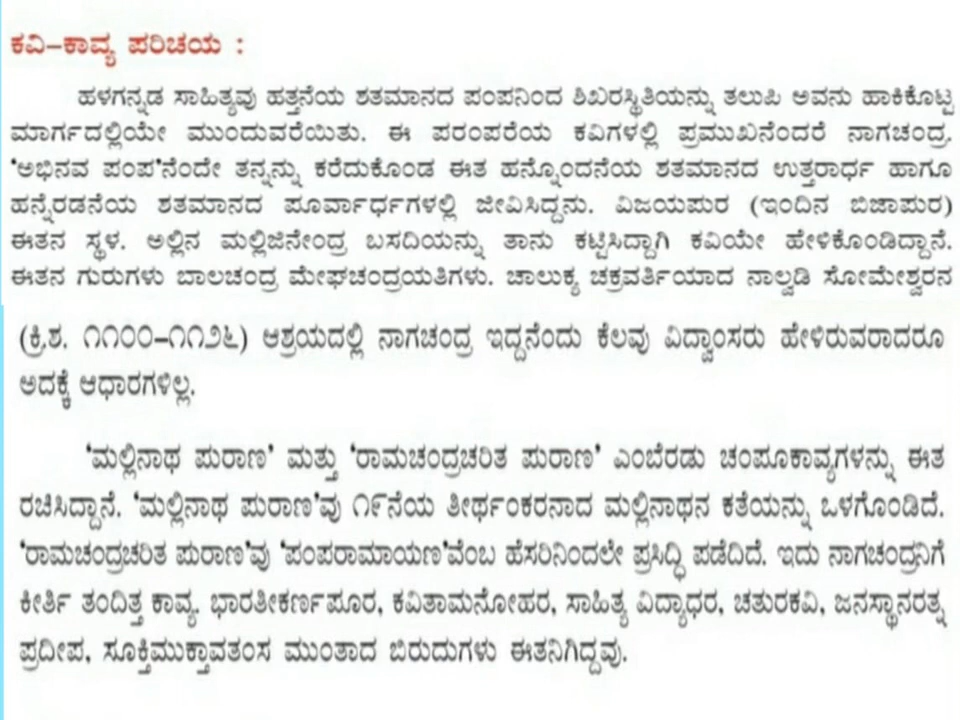 ಕವಿ–ಕಾವ್ಯ ಪರಿಚಯ :
ಹಳಗನ್ನಡ ಸಾಹಿತ್ಯವು ಹತ್ತನೆಯ ಶತಮಾನದ ಪಂಪನಿಂದ ಶಿಖರಸ್ಥಿತಿಯನ್ನು ತಲುಪಿ ಅವನು ಹಾಕಿಕೊಟ್ಟ
ಮಾರ್ಗದಲ್ಲಿಯೇ ಮುಂದುವರೆಯಿತು. ಈ ಪರಂಪರೆಯ ಕವಿಗಳಲ್ಲಿ ಪ್ರಮುಖನೆಂದರೆ ನಾಗಚಂದ್ರ.
'ಅಭಿನವ ಪಂಪ'ನೆಂದೇ ತನ್ನನ್ನು ಕರೆದುಕೊಂಡ ಈತ ಹನ್ನೊಂದನೆಯ ಶತಮಾನದ ಉತ್ತರಾರ್ಧ ಹಾಗೂ
ಹನ್ನೆರಡನೆಯ ಶತಮಾನದ ಪೂರ್ವಾರ್ಧಗಳಲ್ಲಿ ಜೀವಿಸಿದ್ದನು. ವಿಜಯಪುರ (ಇಂದಿನ ಬಿಜಾಪುರ)
ಈತನ ಸ್ಥಳ. ಅಲ್ಲಿನ ಮಲ್ಲಿಜಿನೇಂದ್ರ ಬಸದಿಯನ್ನು ತಾನು ಕಟ್ಟಿಸಿದ್ದಾಗಿ ಕವಿಯೇ ಹೇಳಿಕೊಂಡಿದ್ದಾನೆ.
ಈತನ ಗುರುಗಳು ಬಾಲಚಂದ್ರ ಮೇಘಚಂದ್ರಯತಿಗಳು. ಚಾಲುಕ್ಯ ಚಕ್ರವರ್ತಿಯಾದ ನಾಲ್ವಡಿ ಸೋಮೇಶ್ವರನ
(ಕ್ರಿ.ಶ. ೧೧೦೦–೧೧೨೬) ಆಶ್ರಯದಲ್ಲಿ ನಾಗಚಂದ್ರ ಇದ್ದನೆಂದು ಕೆಲವು ವಿದ್ವಾಂಸರು ಹೇಳಿರುವರಾದರೂ
ಅದಕ್ಕೆ ಆಧಾರಗಳಿಲ್ಲ.
'ಮಲ್ಲಿನಾಥ ಪುರಾಣ' ಮತ್ತು 'ರಾಮಚಂದ್ರಚರಿತ ಪುರಾಣ' ಎಂಬೆರಡು ಚಂಪೂಕಾವ್ಯಗಳನ್ನು ಈತ
ರಚಿಸಿದ್ದಾನೆ. 'ಮಲ್ಲಿನಾಥ ಪುರಾಣ'ವು ೧೯ನೆಯ ತೀರ್ಥಂಕರನಾದ ಮಲ್ಲಿನಾಥನ ಕತೆಯನ್ನು ಒಳಗೊಂಡಿದೆ.
'ರಾಮಚಂದ್ರಚರಿತ ಪುರಾಣ'ವು 'ಪಂಪರಾಮಾಯಣ'ವೆಂಬ ಹೆಸರಿನಿಂದಲೇ ಪ್ರಸಿದ್ಧಿ ಪಡೆದಿದೆ. ಇದು ನಾಗಚಂದ್ರನಿಗೆ
ಕೀರ್ತಿ ತಂದಿತ್ತ ಕಾವ್ಯ. ಭಾರತೀಕರ್ಣಪೂರ, ಕವಿತಾಮನೋಹರ, ಸಾಹಿತ್ಯ ವಿದ್ಯಾಧರ, ಚತುರಕವಿ, ಜನಸ್ಥಾನರತ್ನ
ಪ್ರದೀಪ, ಸೂಕ್ತಿಮುಕ್ತಾವತಂಸ ಮುಂತಾದ ಬಿರುದುಗಳು ಈತನಿಗಿದ್ದವು.